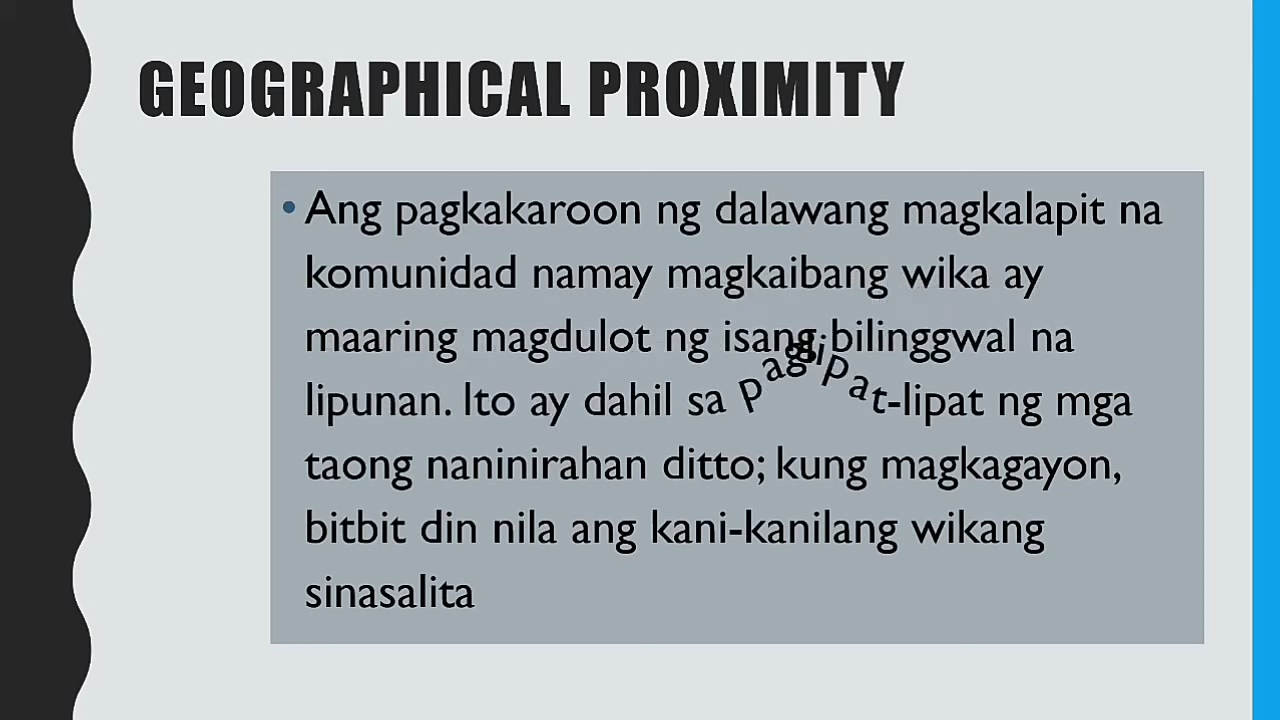 GEOGRAPHICAL PROXIMITY
• Ang pagkakaroon ng dalawang magkalapit na
komunidad namay magkaibang wika ay
maaring magdulot ng isang bilinggwal na
lipunan. Ito ay dahil sa paglipat-lipat ng mga
taong naninirahan ditto; kung magkagayon,
bitbit din nila ang kani-kanilang wikang
sinasalita